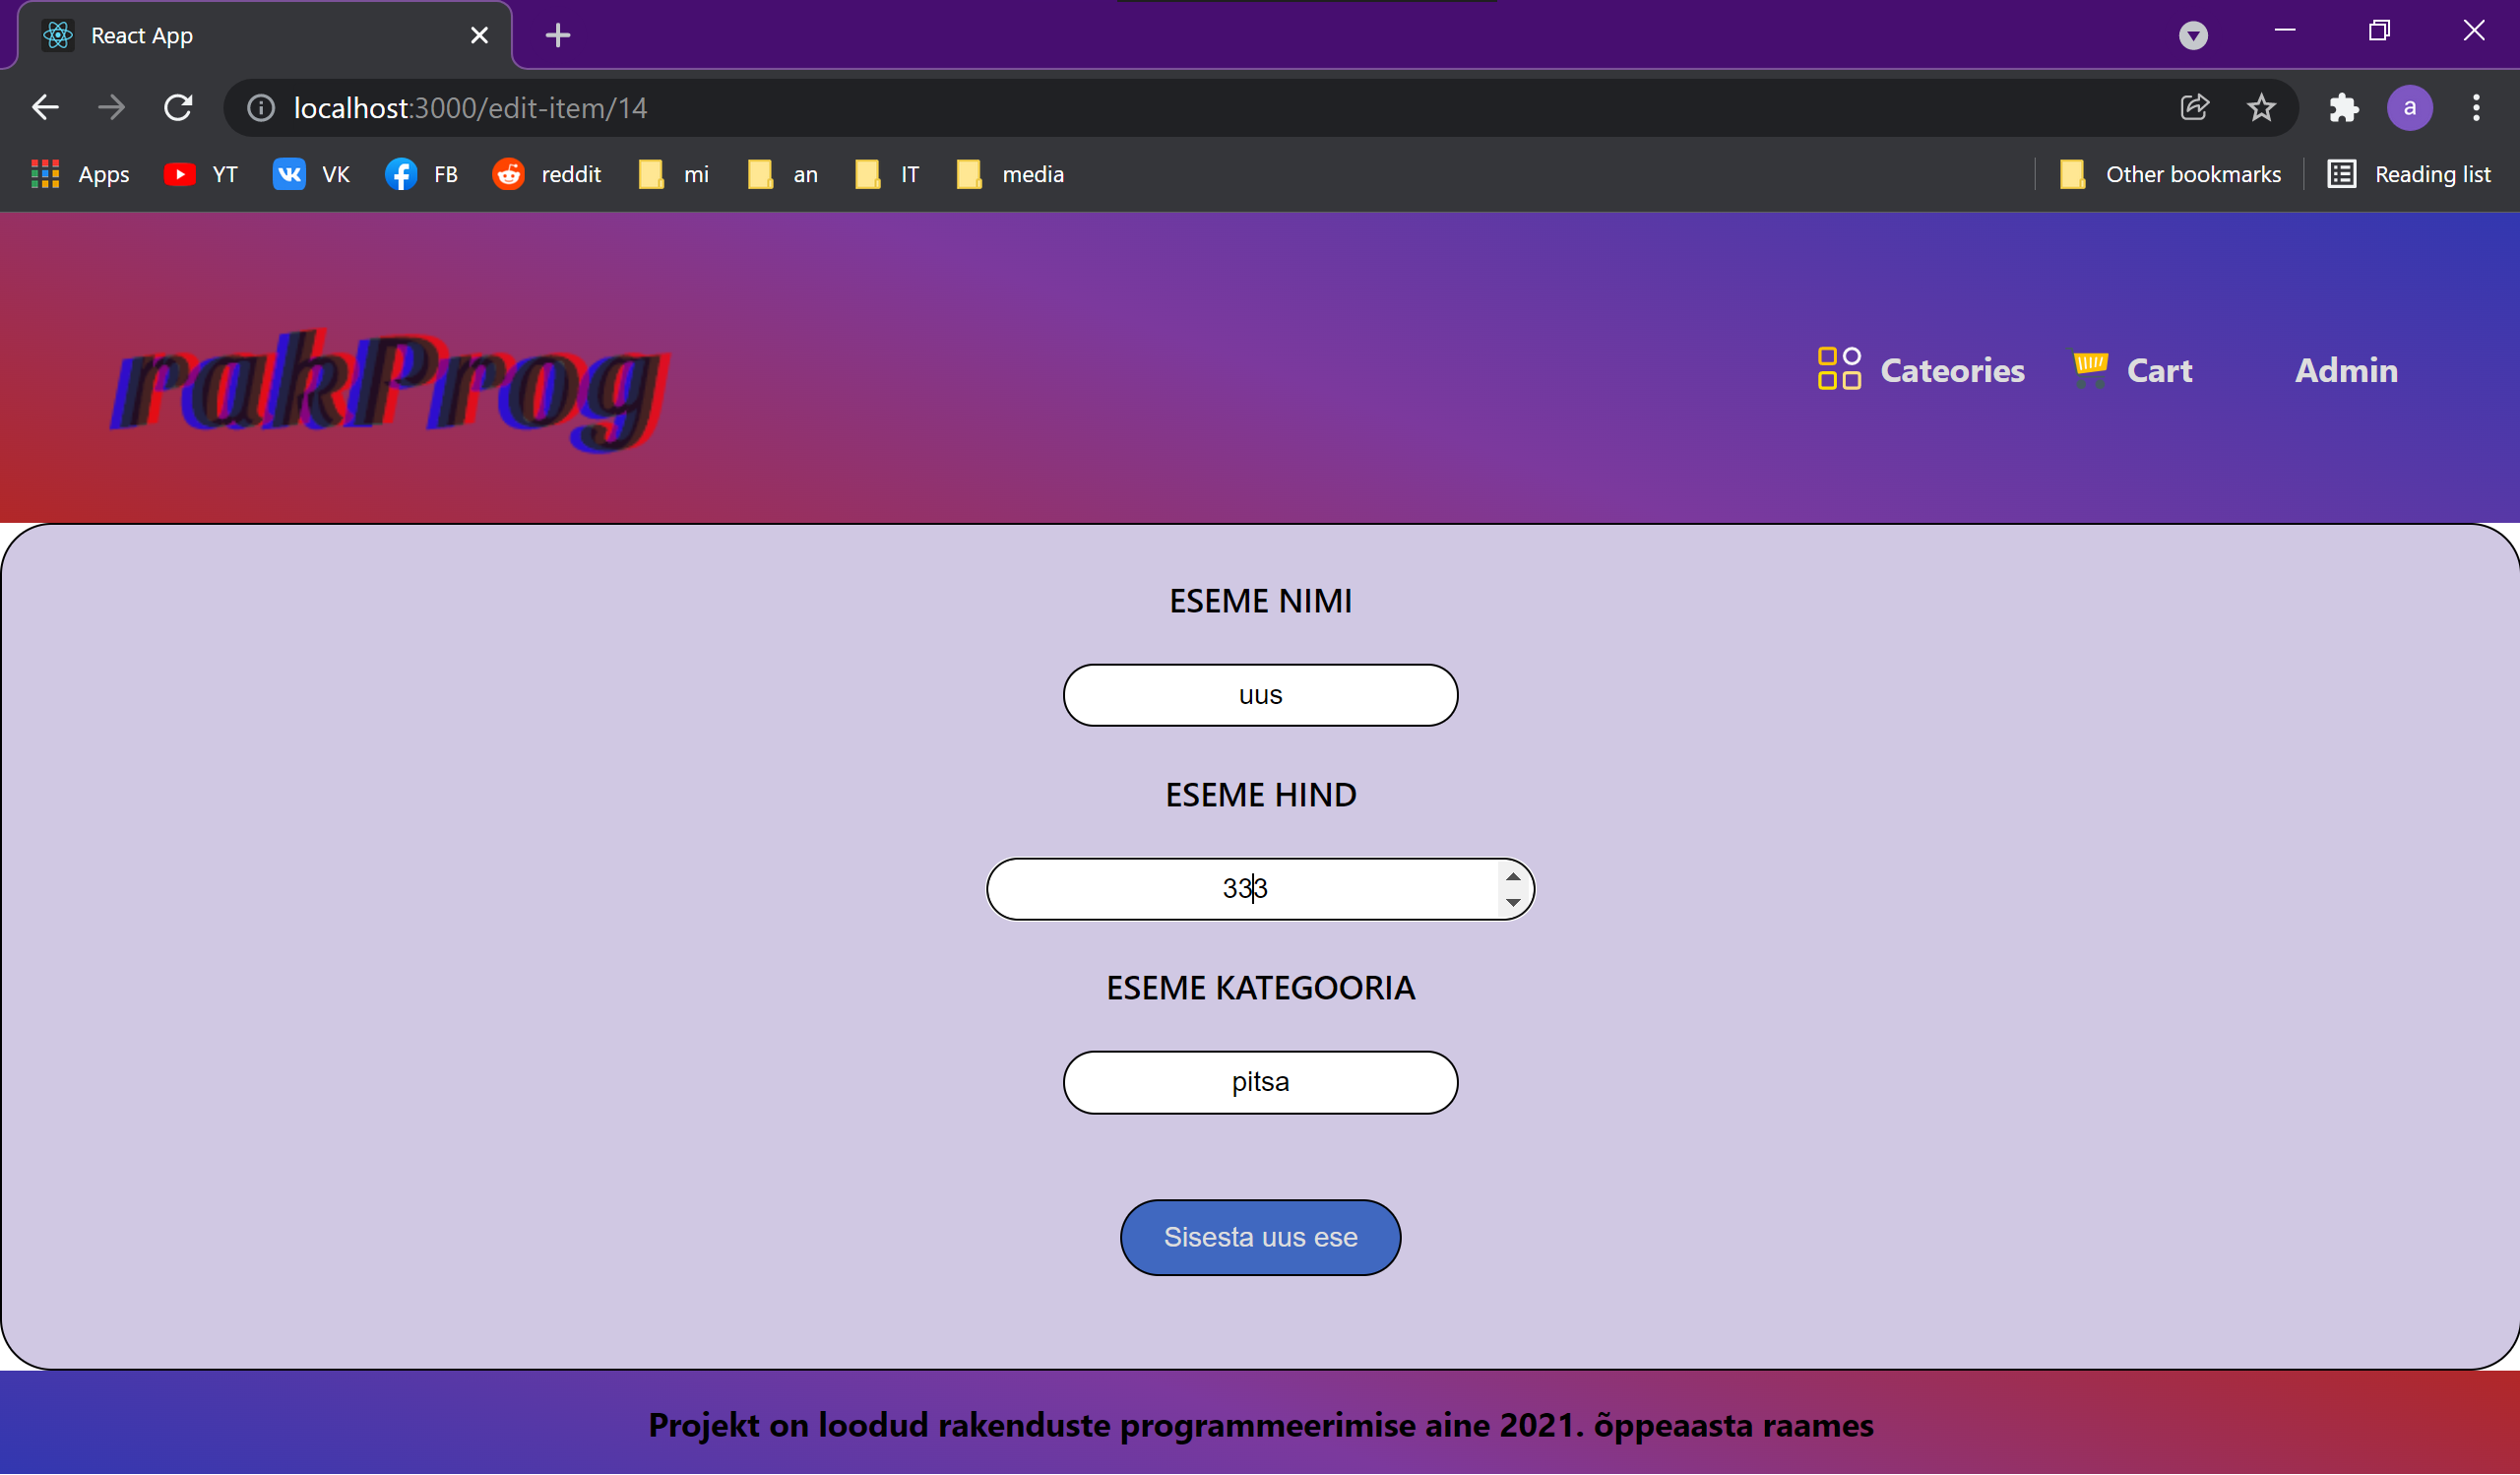 React App
localhost:3000/edit-item/14
a
Apps YT VK FB reddit mi an IT media Other bookmarks Reading list
rakProg
Cateories Cart Admin
ESEME NIMI
uus
ESEME HIND
333
ESEME KATEGOORIA
pitsa
Sisesta uus ese
Projekt on loodud rakenduste programmeerimise aine 2021. õppeaasta raames